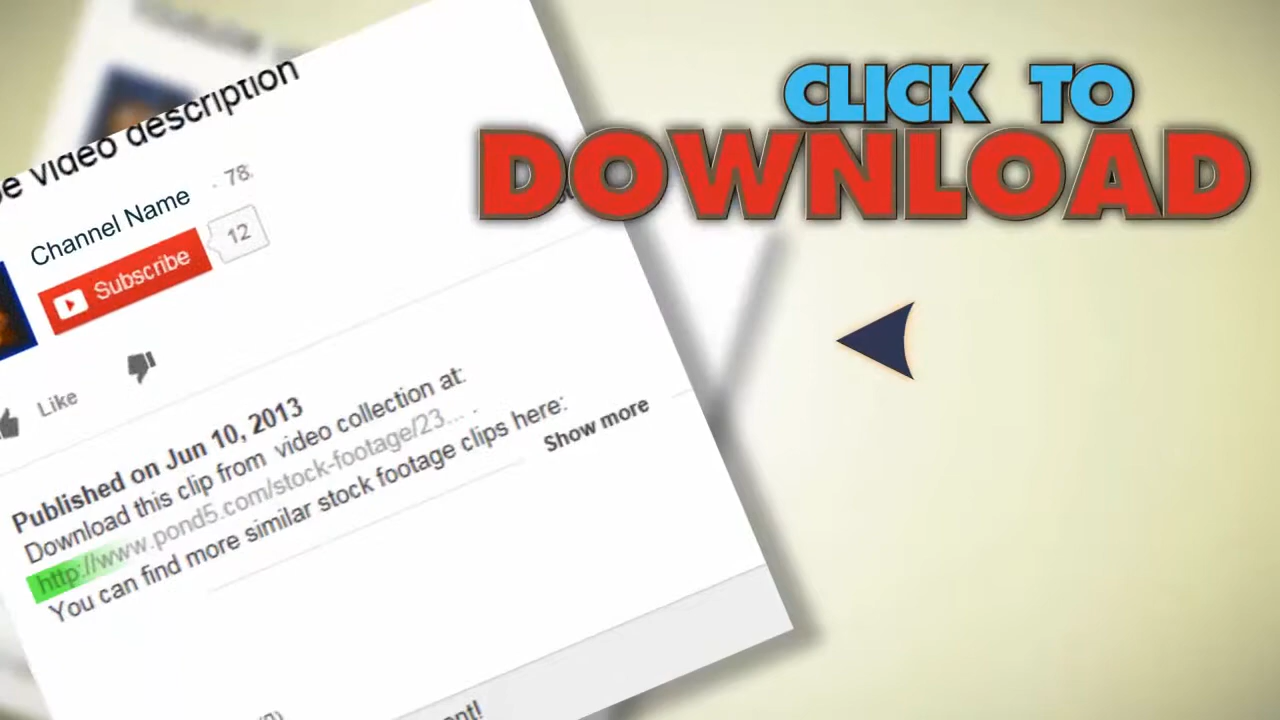 CLICK TO
DOWNLOAD
video description
Channel Name
78
Subscribe
12
Like
Published on Jun 10, 2013
Download this clip from video collection at:
http://www.pond5.com/stock-footage/23...
You can find more similar stock footage clips here:
Show more